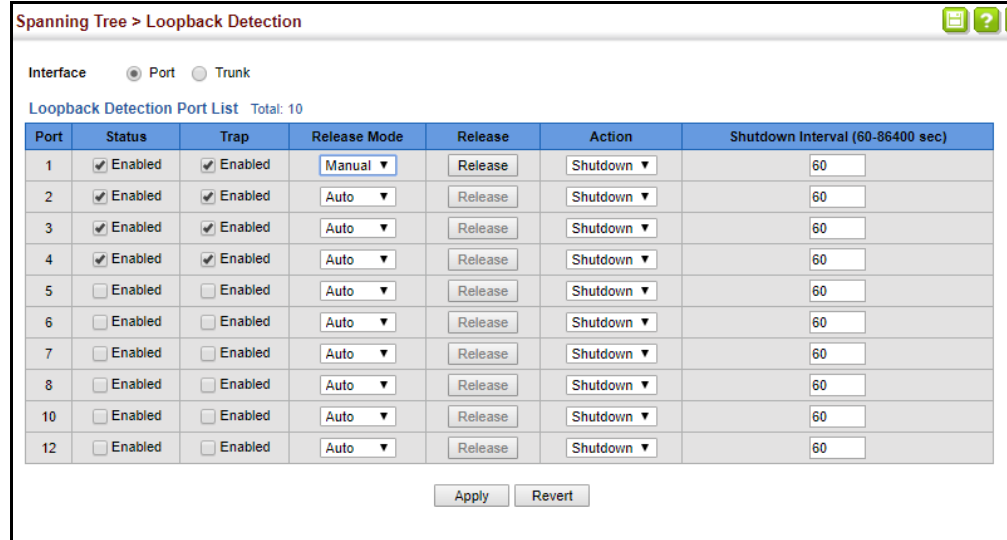 Spanning Tree > Loopback Detection
?
Interface Port Trunk
Loopback Detection Port List Total: 10
Port Status Trap Release Mode Release Action Shutdown Interval (60-86400 sec)
1 Enabled Enabled Manual Release Shutdown 60
2 Enabled Enabled Auto Release Shutdown 60
3 Enabled Enabled Auto Release Shutdown 60
4 Enabled Enabled Auto Release Shutdown 60
5 Enabled Enabled Auto Release Shutdown 60
6 Enabled Enabled Auto Release Shutdown 60
7 Enabled Enabled Auto Release Shutdown 60
8 Enabled Enabled Auto Release Shutdown 60
10 Enabled Enabled Auto Release Shutdown 60
12 Enabled Enabled Auto Release Shutdown 60
Apply Revert